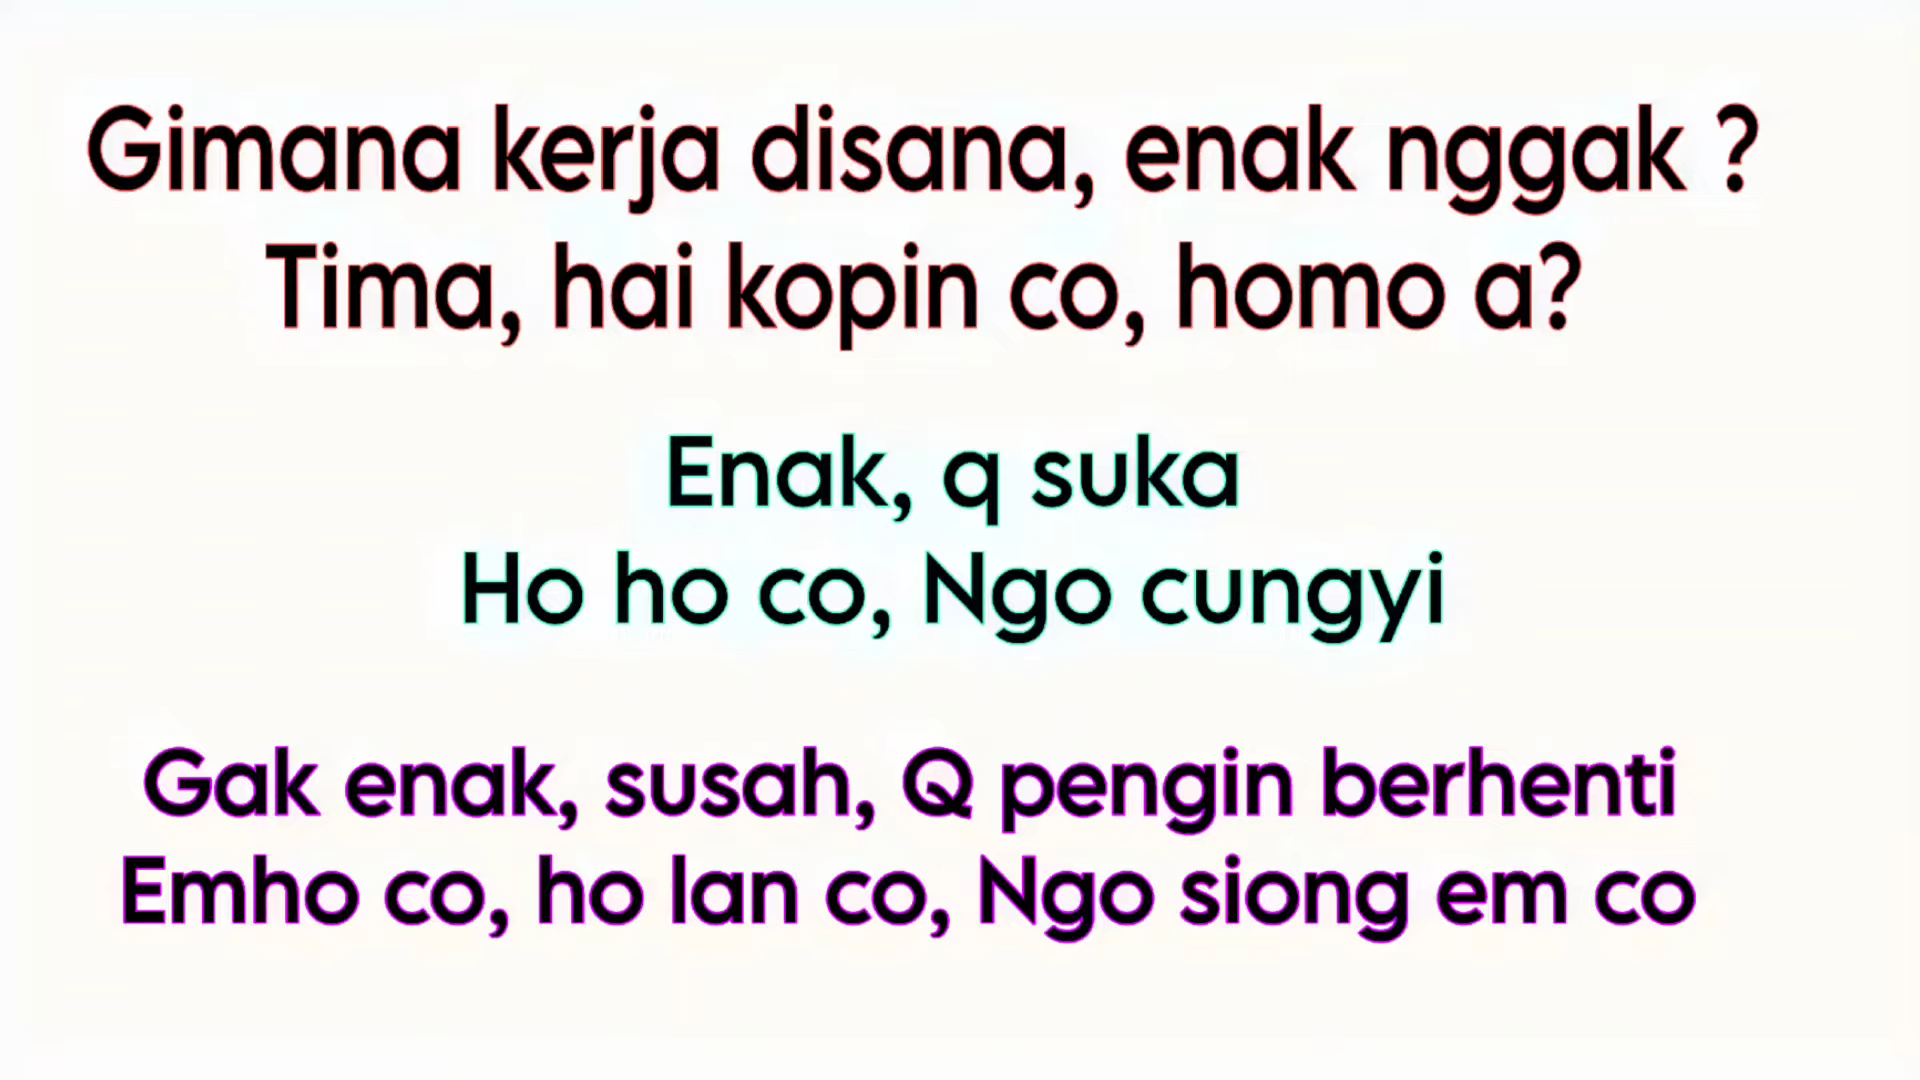 Gimana kerja disana, enak nggak ?
Tima, hai kopin co, homo a?
Enak, q suka
Ho ho co, Ngo cungyi
Gak enak, susah, Q pengin berhenti
Emho co, ho lan co, Ngo siong em co